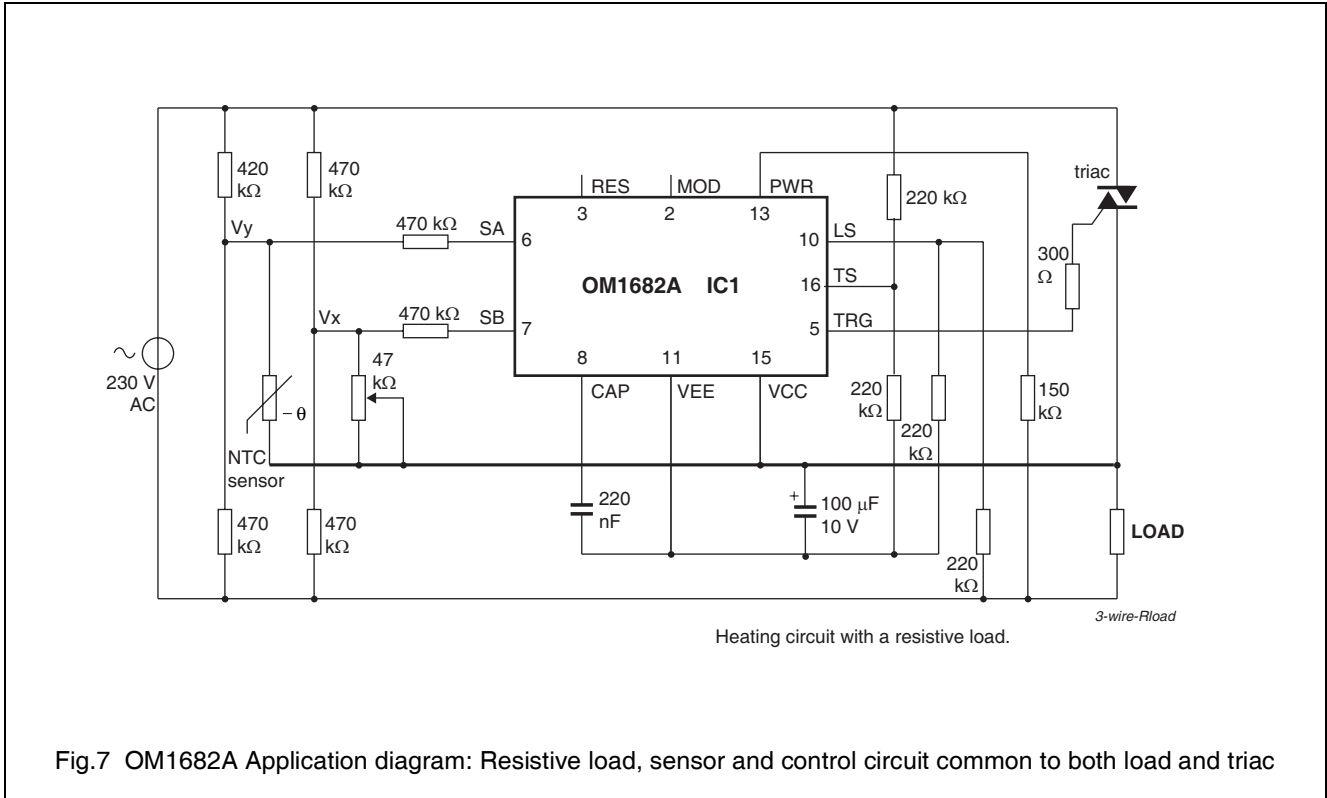 420
kΩ
470
kΩ
RES
MOD
PWR
3
2
13
220 kΩ
triac
Vy
470 kΩ
SA
6
10
LS
300
Ω
OM1682A IC1
16
TS
Vx
470 kΩ
SB
7
5
TRG
230 V
AC
47
kΩ
8
11
15
CAP
VEE
VCC
220
kΩ
220
kΩ
150
kΩ
– θ
NTC
sensor
220
nF
+
100 μF
10 V
470
kΩ
470
kΩ
220
kΩ
LOAD
3-wire-Rload
Heating circuit with a resistive load.
Fig.7 OM1682A Application diagram: Resistive load, sensor and control circuit common to both load and triac